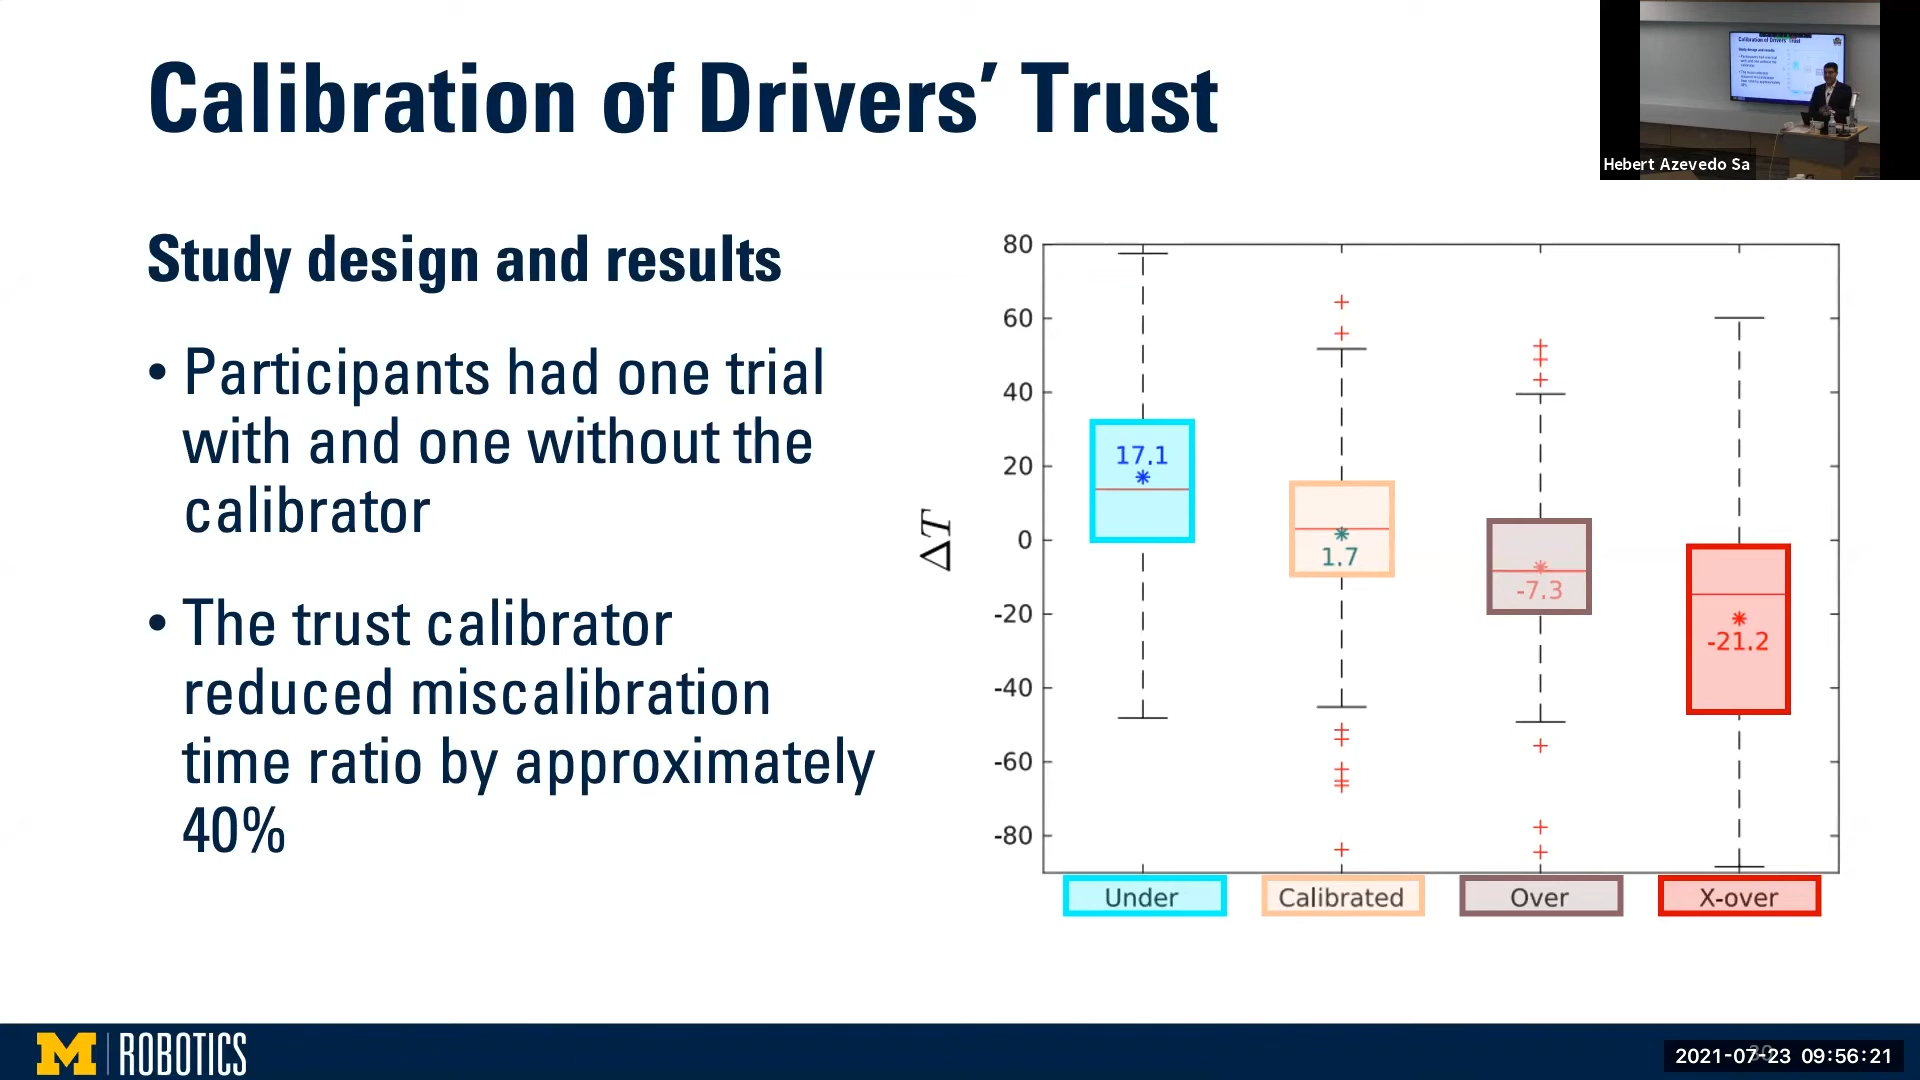 Calibration of Drivers’ Trust
Hebert Azevedo Sa
Study design and results
• Participants had one trial
with and one without the
calibrator
• The trust calibrator
reduced miscalibration
time ratio by approximately
40%
ΔT
80
60
40
20
0
-20
-40
-60
-80
17.1
1.7
-7.3
-21.2
Under
Calibrated
Over
X-over
M ROBOTICS
2021-07-23 09:56:21